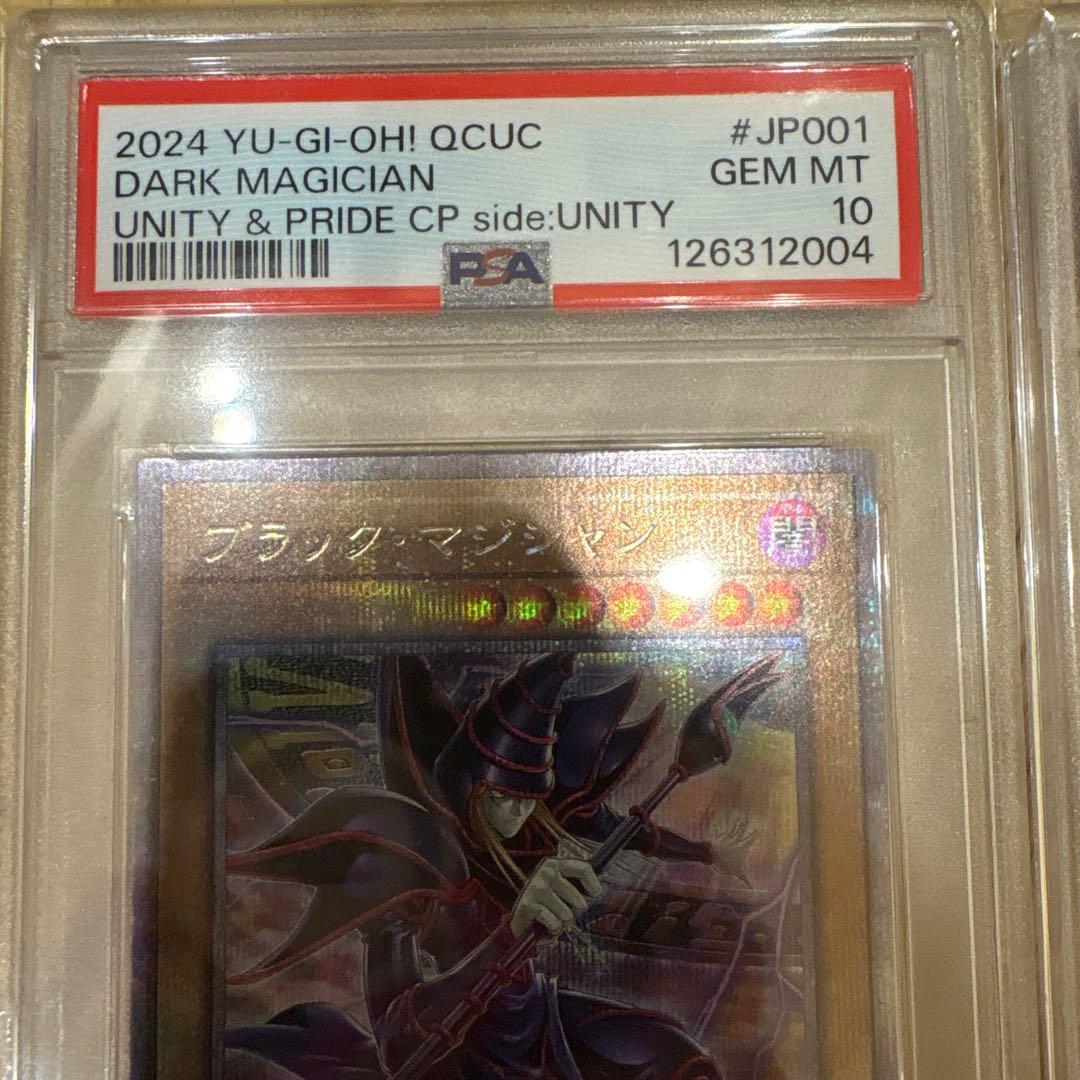 2024 YU-GI-OH! QCUC #JP001
DARK MAGICIAN GEM MT
UNITY & PRIDE CP side:UNITY 10
PSA 126312004
ブラック・マジシャン 闇